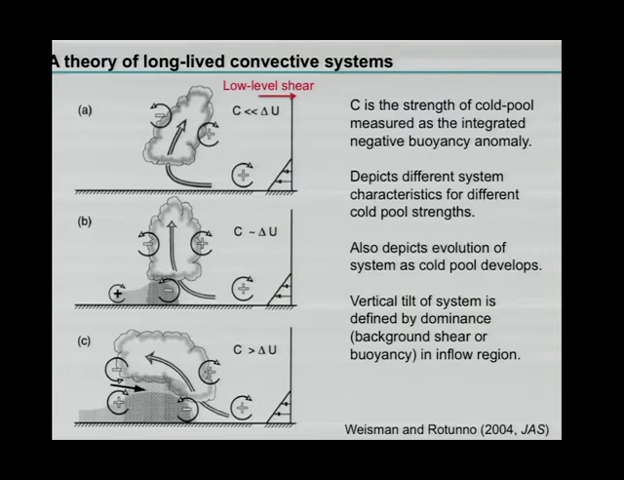 A theory of long-lived convective systems
Low-level shear
(a)
C << Δ U
(b)
C ~ Δ U
(c)
C > Δ U
C is the strength of cold-pool
measured as the integrated
negative buoyancy anomaly.
Depicts different system
characteristics for different
cold pool strengths.
Also depicts evolution of
system as cold pool develops.
Vertical tilt of system is
defined by dominance
(background shear or
buoyancy) in inflow region.
Weisman and Rotunno (2004, JAS)